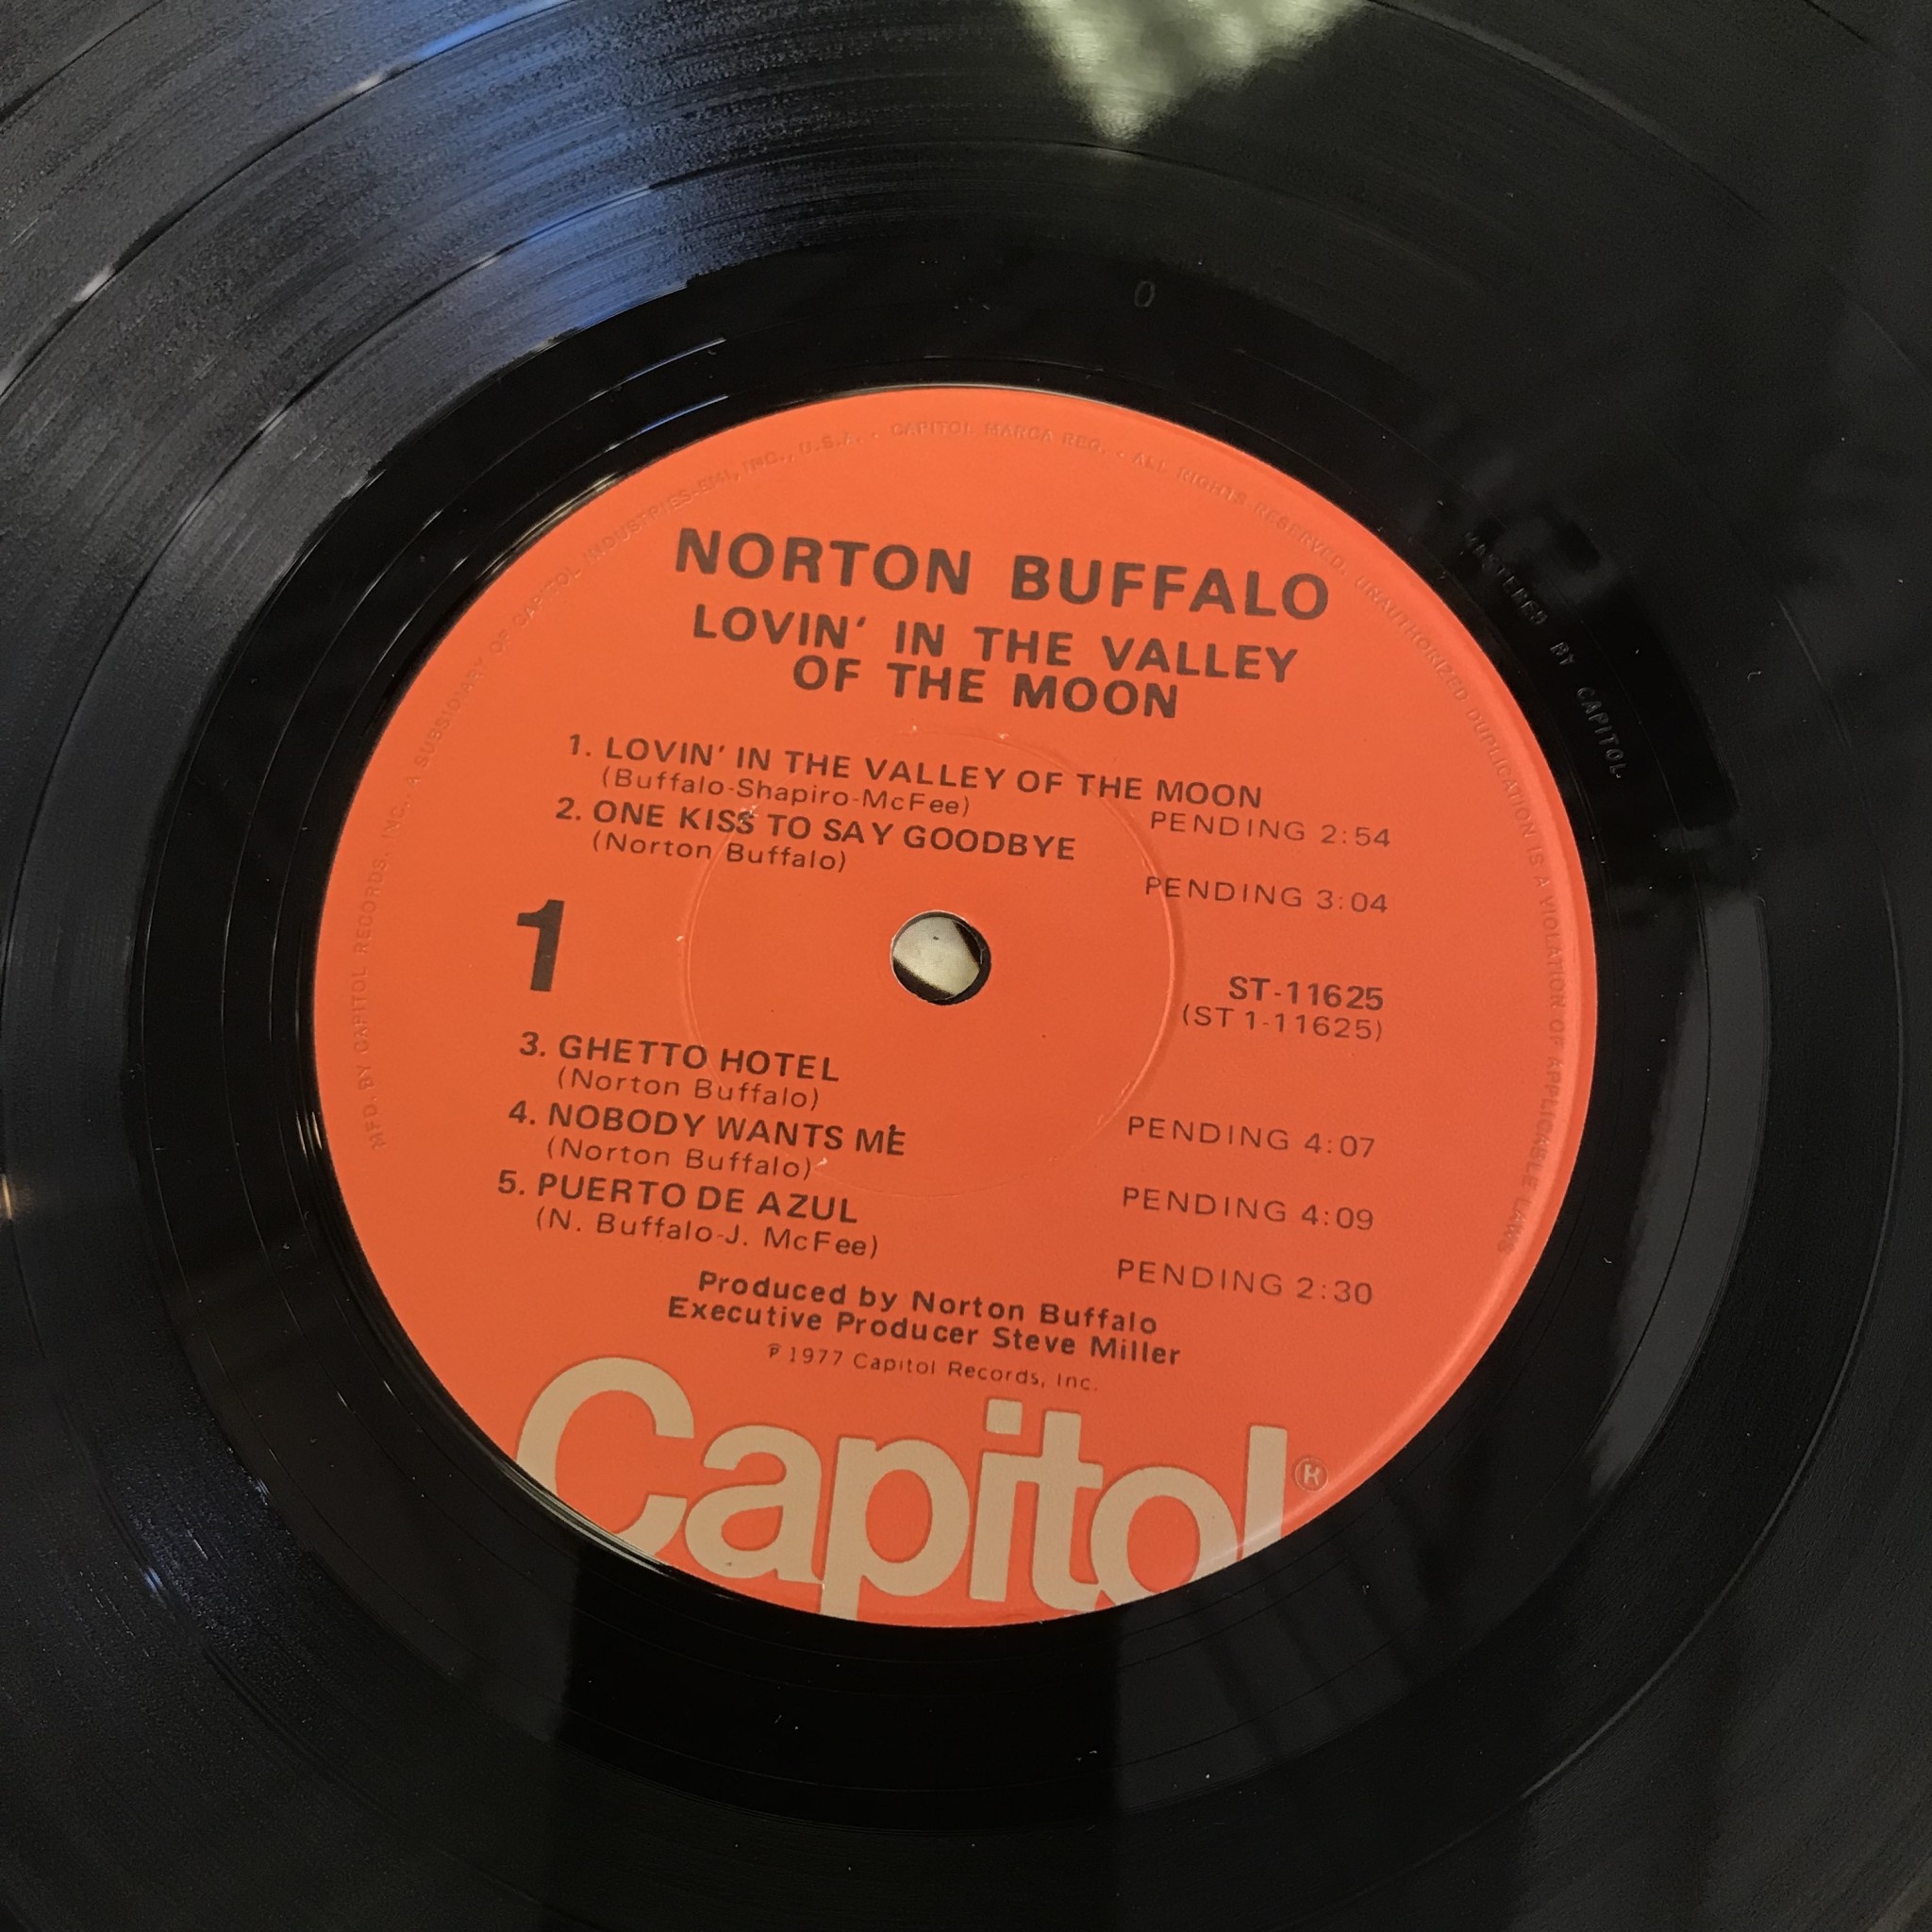 MFD. BY CAPITOL RECORDS, INC., A SUBSIDIARY OF CAPITOL INDUSTRIES-EMI, INC., U.S.A. . CAPITOL MARCA REG. . ALL RIGHTS RESERVED. UNAUTHORIZED DUPLICATION IS A VIOLATION OF APPLICABLE LAWS
NORTON BUFFALO
LOVIN' IN THE VALLEY
OF THE MOON
1. LOVIN' IN THE VALLEY OF THE MOON
(Buffalo-Shapiro-McFee)
PENDING 2:54
2. ONE KISS TO SAY GOODBYE
(Norton Buffalo)
PENDING 3:04
1
ST-11625
(ST 1-11625)
3. GHETTO HOTEL
(Norton Buffalo)
PENDING 4:07
4. NOBODY WANTS ME
(Norton Buffalo)
PENDING 4:09
5. PUERTO DE AZUL
(N. Buffalo-J. McFee)
PENDING 2:30
Produced by Norton Buffalo
Executive Producer Steve Miller
℗ 1977 Capitol Records, Inc.
Capitol®
MASTERED BY CAPITOL
0